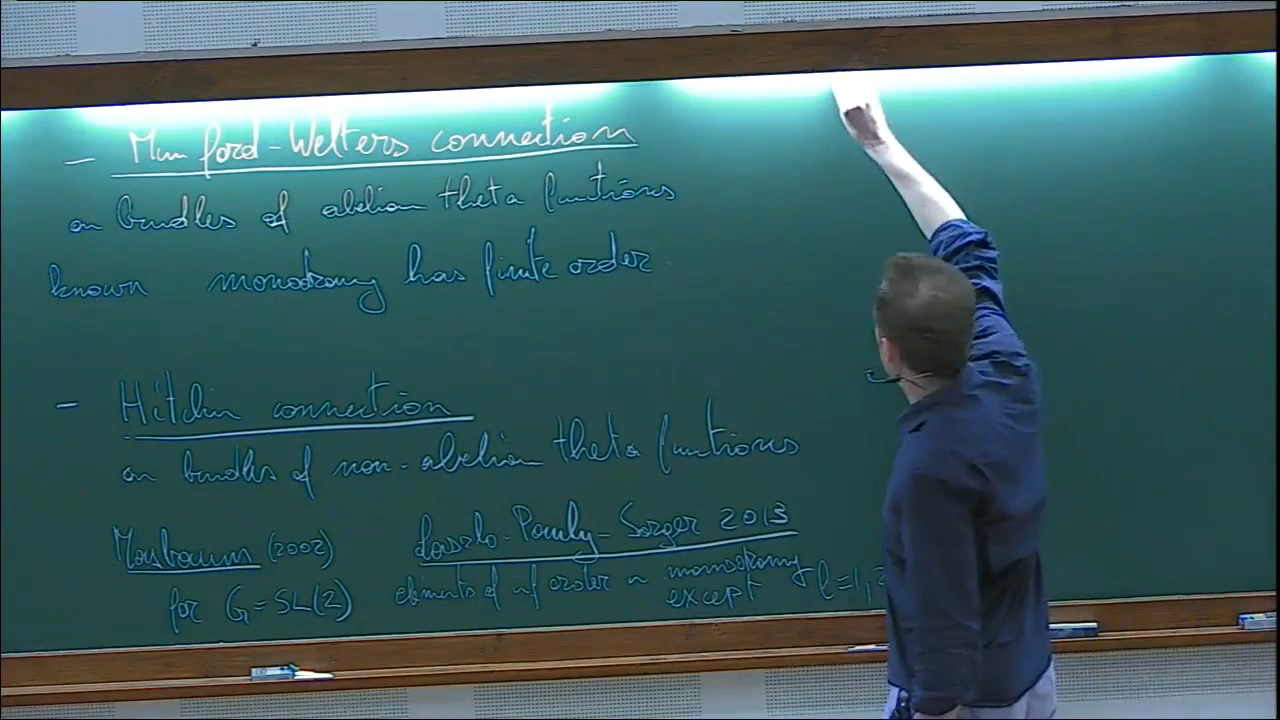 - Mumford-Welters connection
on bundles of abelian theta functions
known monodromy has finite order.
- Hitchin connection
on bundles of non-abelian theta functions
Masbaum (2002) Laszlo-Pauly-Sorger 2013
for G=SL(2) elements of ∞ order in monodromy
except l=1, 2